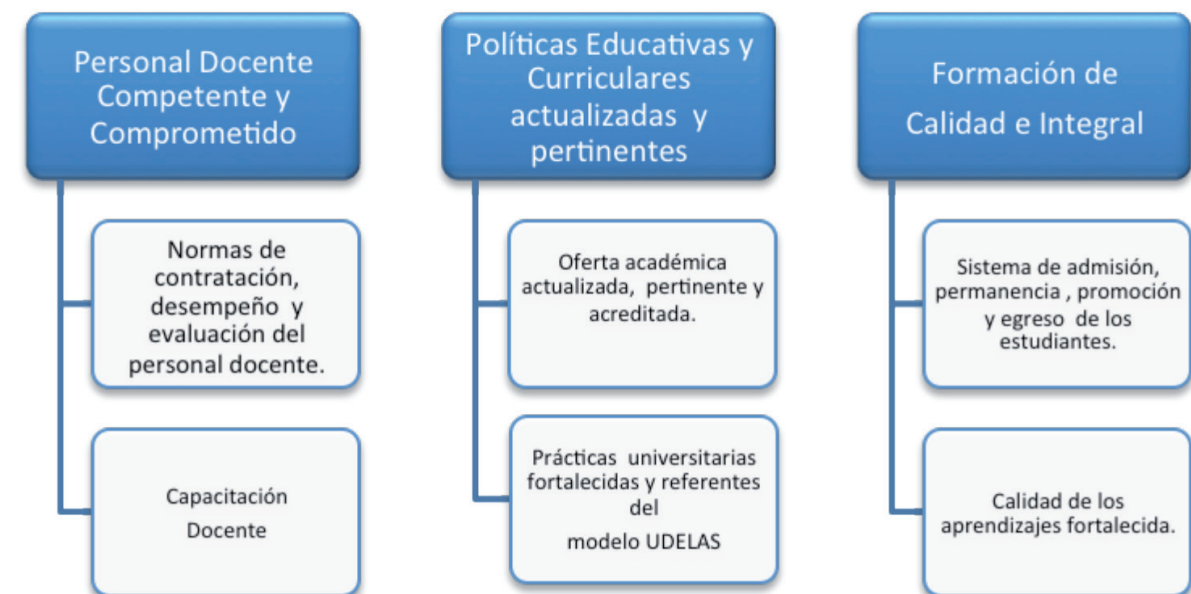 Personal Docente
Competente y
Comprometido
Normas de
contratación,
desempeño y
evaluación del
personal docente.
Capacitación
Docente
Políticas Educativas y
Curriculares
actualizadas y
pertinentes
Oferta académica
actualizada, pertinente y
acreditada.
Prácticas universitarias
fortalecidas y referentes
del
modelo UDELAS
Formación de
Calidad e Integral
Sistema de admisión,
permanencia , promoción
y egreso de los
estudiantes.
Calidad de los
aprendizajes fortalecida.